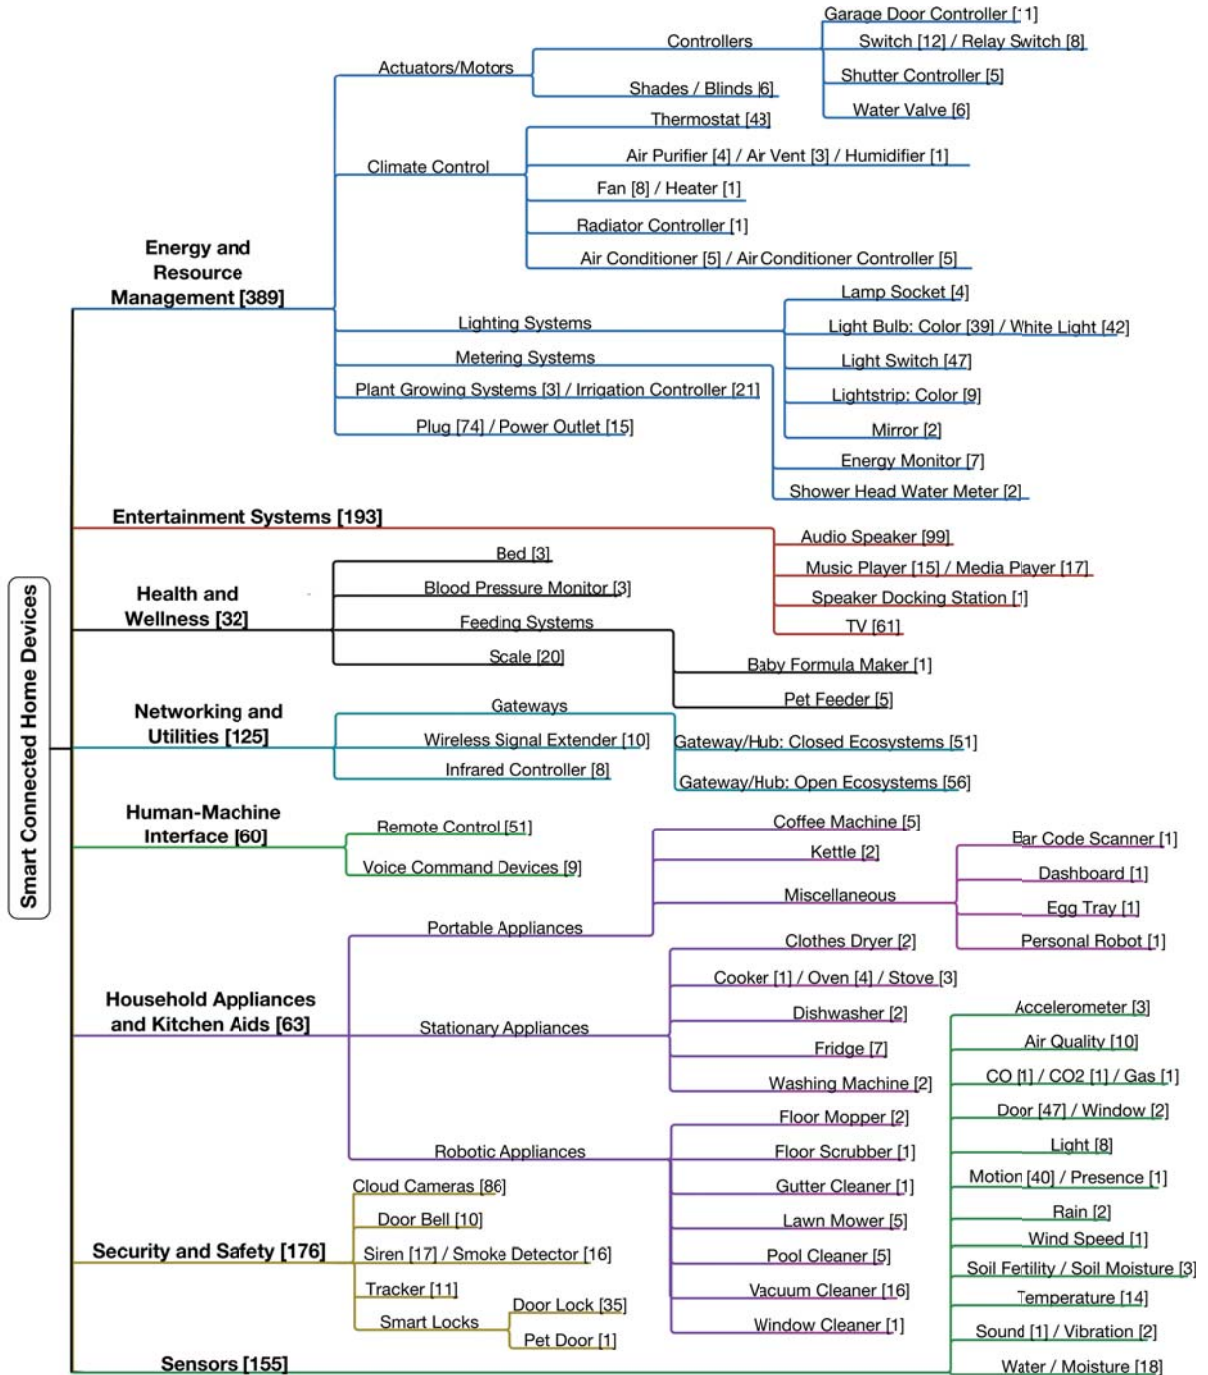 Garage Door Controller [11]
Controllers
Switch [12] / Relay Switch [8]
Actuators/Motors
Shutter Controller [5]
Shades / Blinds [6]
Water Valve [6]
Thermostat [43]
Air Purifier [4] / Air Vent [3] / Humidifier [1]
Climate Control
Fan [8] / Heater [1]
Radiator Controller [1]
Air Conditioner [5] / Air Conditioner Controller [5]
Energy and
Resource
Management [389]
Lamp Socket [4]
Lighting Systems
Light Bulb: Color [39] / White Light [42]
Metering Systems
Light Switch [47]
Plant Growing Systems [3] / Irrigation Controller [21]
Lightstrip: Color [9]
Plug [74] / Power Outlet [15]
Mirror [2]
Energy Monitor [7]
Shower Head Water Meter [2]
Entertainment Systems [193]
Audio Speaker [99]
Music Player [15] / Media Player [17]
Speaker Docking Station [1]
TV [61]
Bed [3]
Health and
Wellness [32]
Blood Pressure Monitor [3]
Feeding Systems
Scale [20]
Baby Formula Maker [1]
Pet Feeder [5]
Smart Connected Home Devices
Networking and
Utilities [125]
Gateways
Wireless Signal Extender [10]
Gateway/Hub: Closed Ecosystems [51]
Infrared Controller [8]
Gateway/Hub: Open Ecosystems [56]
Human-Machine
Interface [60]
Remote Control [51]
Voice Command Devices [9]
Coffee Machine [5]
Kettle [2]
Bar Code Scanner [1]
Miscellaneous
Dashboard [1]
Egg Tray [1]
Personal Robot [1]
Portable Appliances
Clothes Dryer [2]
Cooker [1] / Oven [4] / Stove [3]
Household Appliances
and Kitchen Aids [63]
Stationary Appliances
Dishwasher [2]
Fridge [7]
Washing Machine [2]
Accelerometer [3]
Air Quality [10]
CO [1] / CO2 [1] / Gas [1]
Door [47] / Window [2]
Floor Mopper [2]
Light [8]
Robotic Appliances
Floor Scrubber [1]
Motion [40] / Presence [1]
Cloud Cameras [86]
Gutter Cleaner [1]
Rain [2]
Door Bell [10]
Lawn Mower [5]
Wind Speed [1]
Security and Safety [176]
Siren [17] / Smoke Detector [16]
Pool Cleaner [5]
Soil Fertility / Soil Moisture [3]
Tracker [11]
Vacuum Cleaner [16]
Temperature [14]
Door Lock [35]
Smart Locks
Window Cleaner [1]
Sound [1] / Vibration [2]
Pet Door [1]
Sensors [155]
Water / Moisture [18]